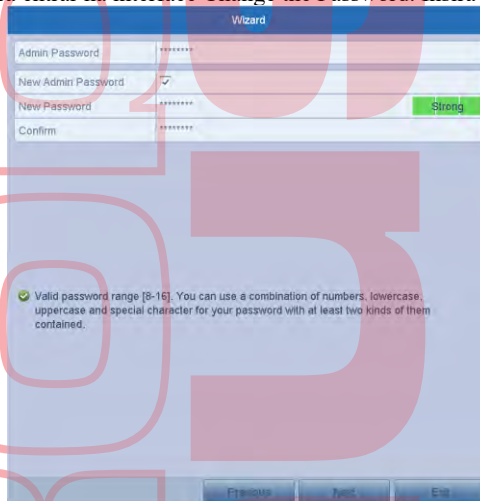 Wizard
Admin Password ********
New Admin Password
New Password ******** Strong
Confirm ********
Valid password range [8-16]. You can use a combination of numbers, lowercase,
uppercase and special character for your password with at least two kinds of them
contained.
Previous Next Exit